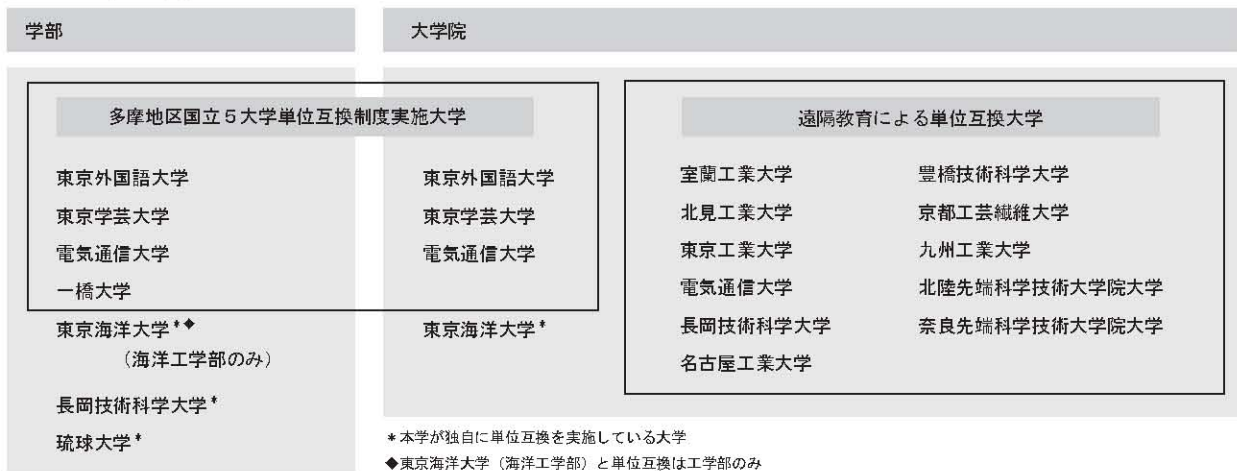 学部
大学院
多摩地区国立５大学単位互換制度実施大学
東京外国語大学
東京学芸大学
電気通信大学
一橋大学
東京海洋大学*◆
（海洋工学部のみ）
長岡技術科学大学*
琉球大学*
東京外国語大学
東京学芸大学
電気通信大学
東京海洋大学*
遠隔教育による単位互換大学
室蘭工業大学
北見工業大学
東京工業大学
電気通信大学
長岡技術科学大学
名古屋工業大学
豊橋技術科学大学
京都工芸繊維大学
九州工業大学
北陸先端科学技術大学院大学
奈良先端科学技術大学院大学
*本学が独自に単位互換を実施している大学
◆東京海洋大学（海洋工学部）と単位互換は工学部のみ